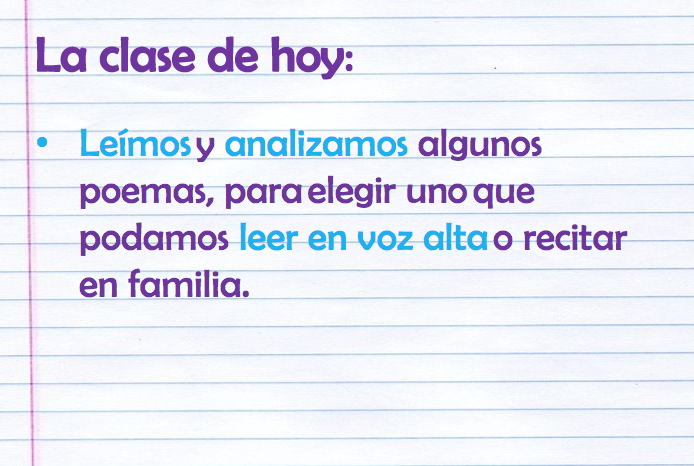 La clase de hoy:
• Leímos y analizamos algunos
poemas, para elegir uno que
podamos leer en voz alta o recitar
en familia.